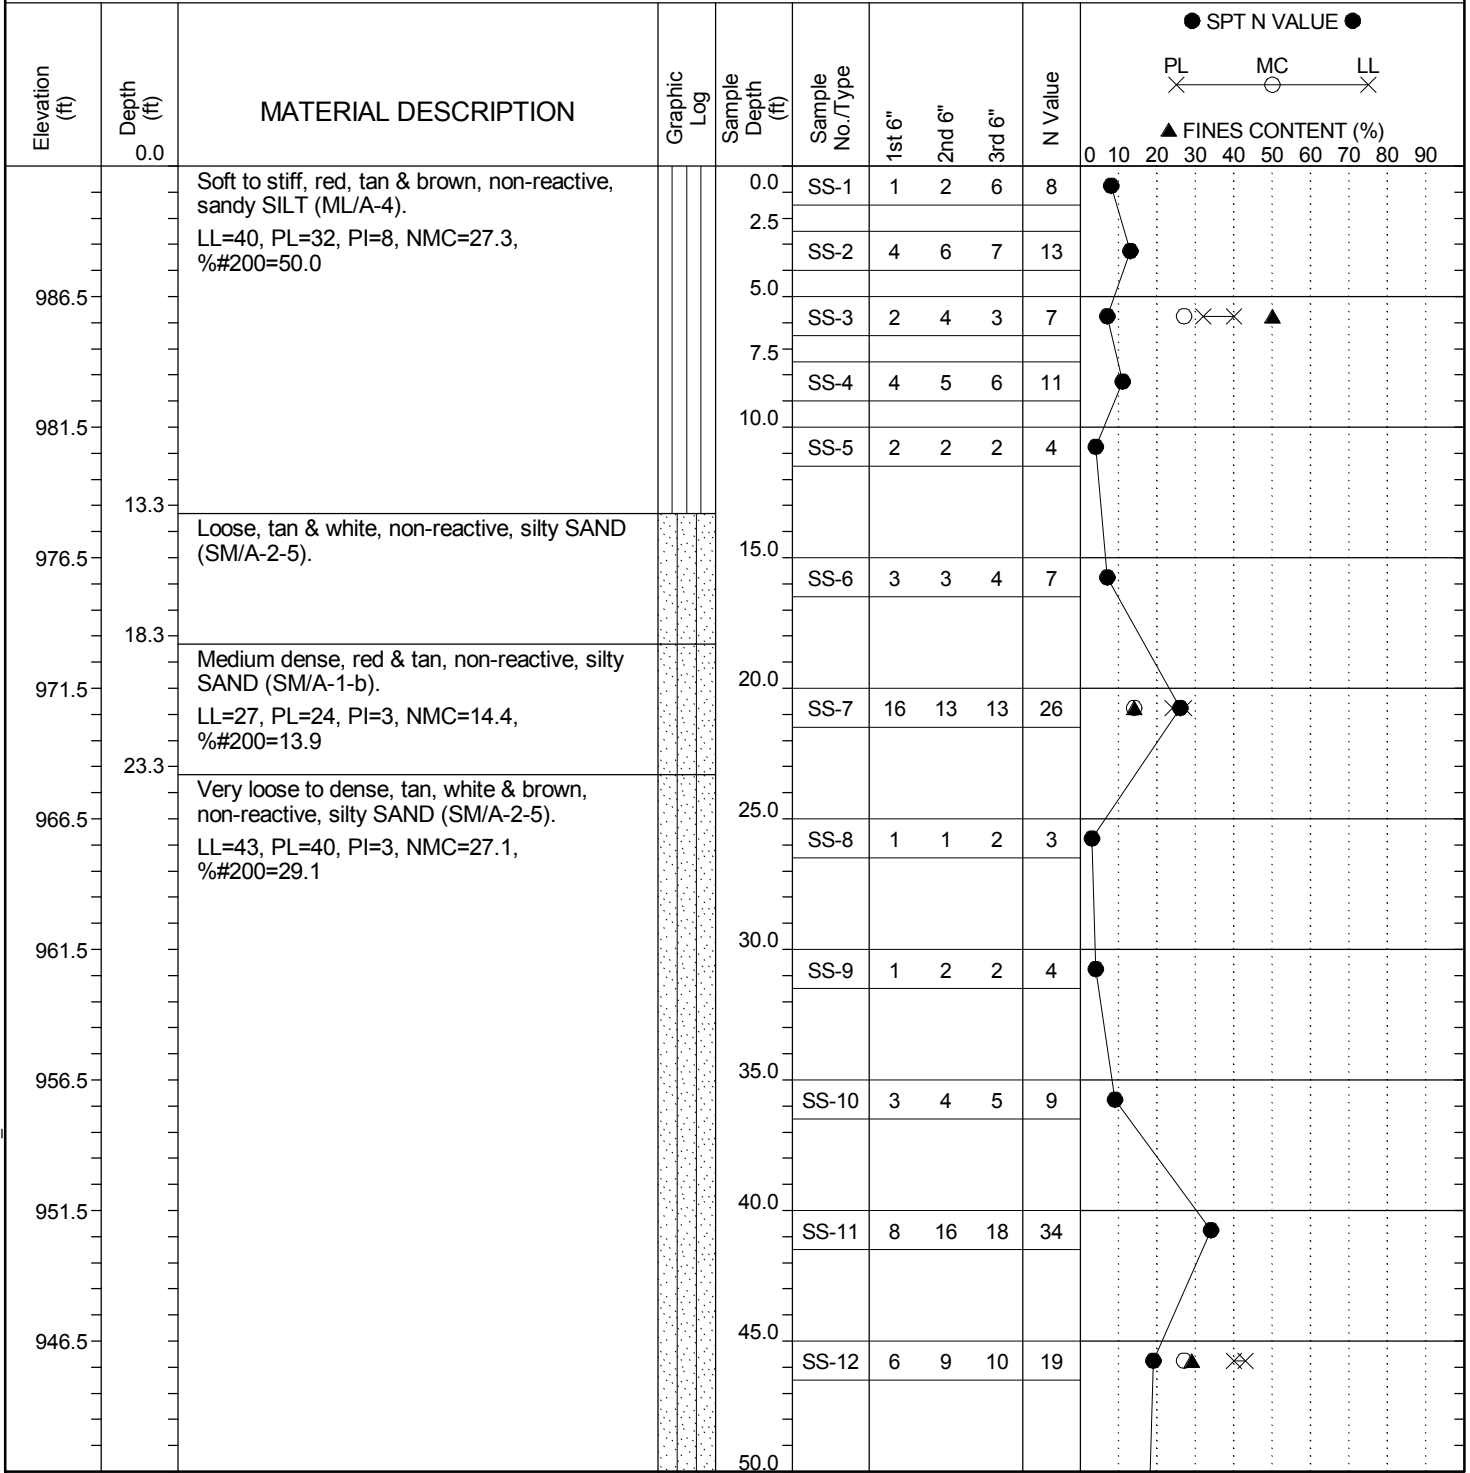 ● SPT N VALUE ●
PL MC LL
▲ FINES CONTENT (%)
0 10 20 30 40 50 60 70 80 90
Elevation (ft)
Depth (ft)
0.0
MATERIAL DESCRIPTION
Graphic Log
Sample Depth (ft)
Sample No./Type
1st 6"
2nd 6"
3rd 6"
N Value
Soft to stiff, red, tan & brown, non-reactive,
sandy SILT (ML/A-4).
LL=40, PL=32, PI=8, NMC=27.3,
%#200=50.0
0.0
SS-1 1 2 6 8
2.5
SS-2 4 6 7 13
986.5
5.0
SS-3 2 4 3 7
7.5
SS-4 4 5 6 11
981.5
10.0
SS-5 2 2 2 4
13.3
Loose, tan & white, non-reactive, silty SAND
(SM/A-2-5).
976.5
15.0
SS-6 3 3 4 7
18.3
Medium dense, red & tan, non-reactive, silty
SAND (SM/A-1-b).
LL=27, PL=24, PI=3, NMC=14.4,
%#200=13.9
971.5
20.0
SS-7 16 13 13 26
23.3
Very loose to dense, tan, white & brown,
non-reactive, silty SAND (SM/A-2-5).
LL=43, PL=40, PI=3, NMC=27.1,
%#200=29.1
966.5
25.0
SS-8 1 1 2 3
961.5
30.0
SS-9 1 2 2 4
956.5
35.0
SS-10 3 4 5 9
951.5
40.0
SS-11 8 16 18 34
946.5
45.0
SS-12 6 9 10 19
50.0